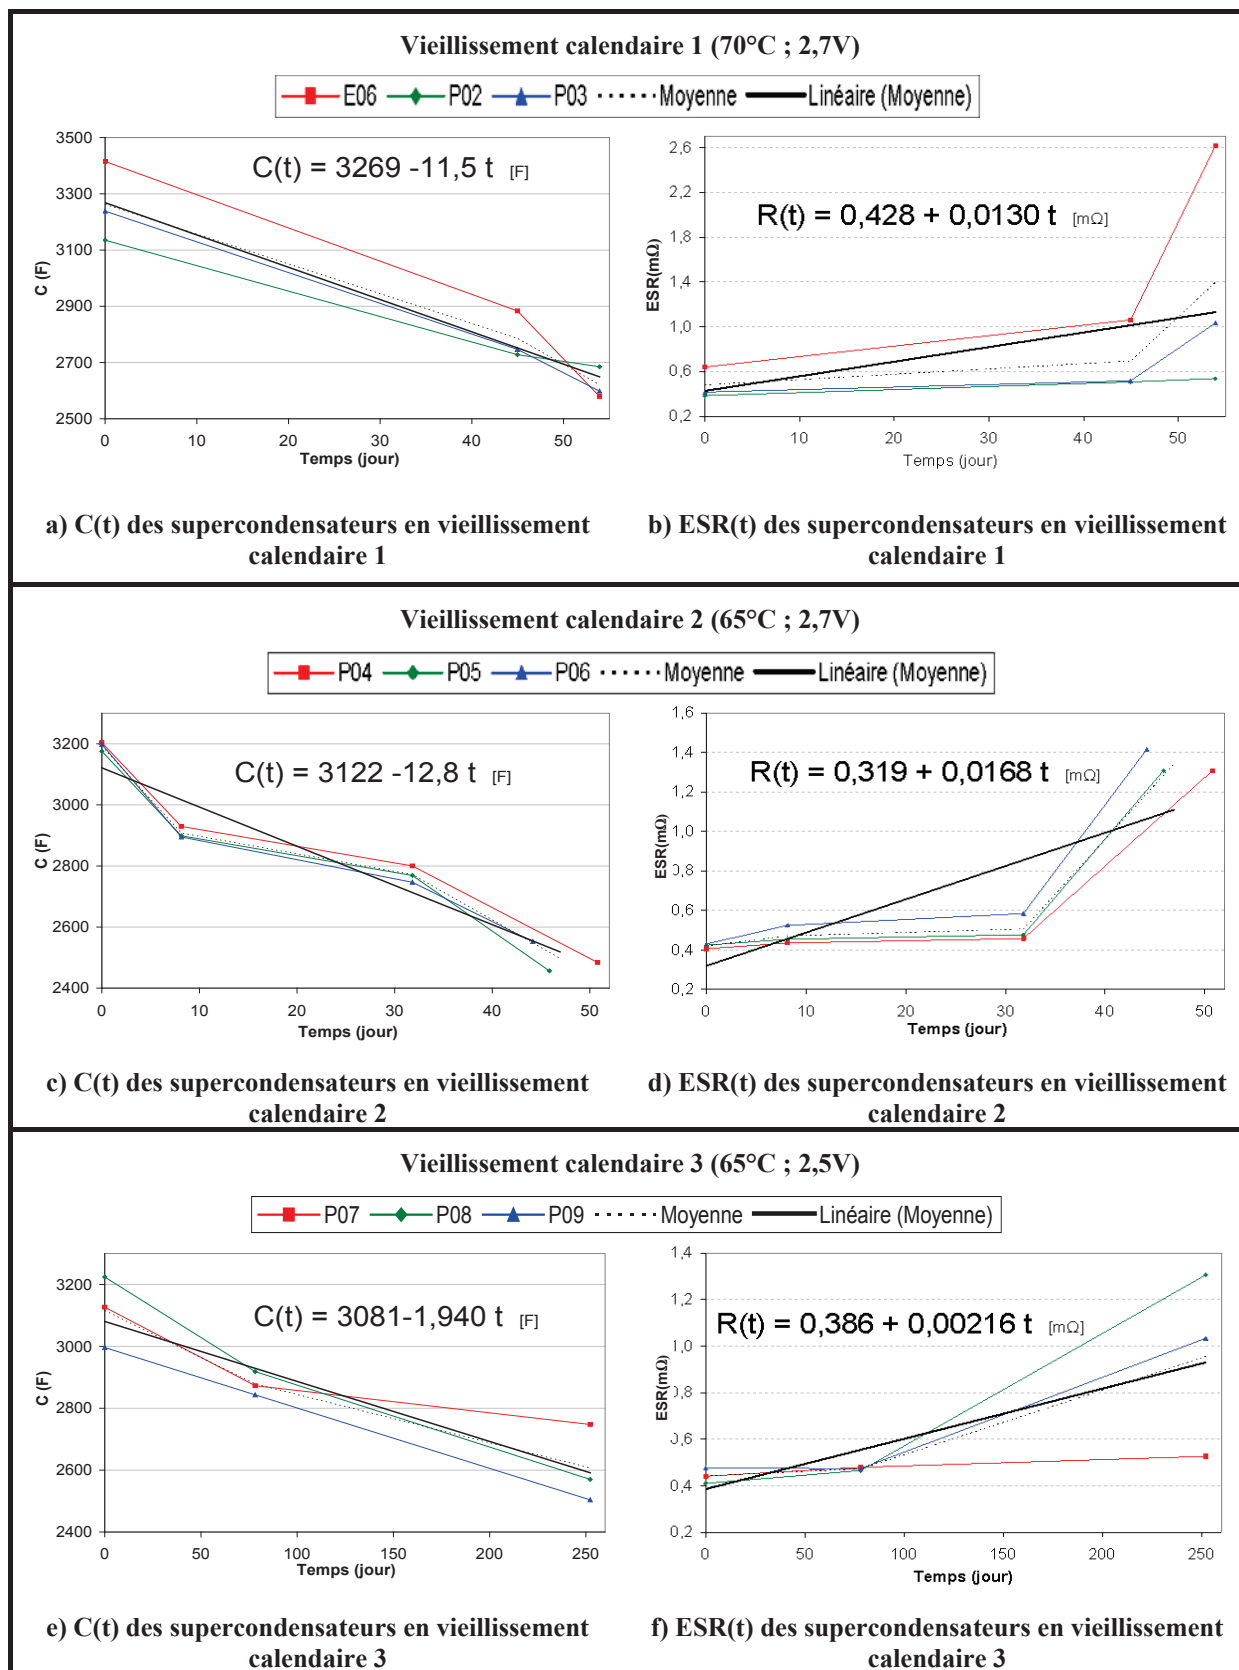 Vieillissement calendaire 1 (70°C ; 2,7V)
E06 P02 P03 Moyenne Linéaire (Moyenne)
3500
3300
3100
2900
2700
2500
C (F)
C(t) = 3269 -11,5 t [F]
0 10 20 30 40 50
Temps (jour)
2,6
2,2
1,8
1,4
1,0
0,6
0,2
ESR(mΩ)
R(t) = 0,428 + 0,0130 t [mΩ]
0 10 20 30 40 50
Temps (jour)
a) C(t) des supercondensateurs en vieillissement
calendaire 1
b) ESR(t) des supercondensateurs en vieillissement
calendaire 1
Vieillissement calendaire 2 (65°C ; 2,7V)
P04 P05 P06 Moyenne Linéaire (Moyenne)
3200
3000
2800
2600
2400
C (F)
C(t) = 3122 -12,8 t [F]
0 10 20 30 40 50
Temps (jour)
1,6
1,4
1,2
1,0
0,8
0,6
0,4
0,2
ESR(mΩ)
R(t) = 0,319 + 0,0168 t [mΩ]
0 10 20 30 40 50
Temps (jour)
c) C(t) des supercondensateurs en vieillissement
calendaire 2
d) ESR(t) des supercondensateurs en vieillissement
calendaire 2
Vieillissement calendaire 3 (65°C ; 2,5V)
P07 P08 P09 Moyenne Linéaire (Moyenne)
3200
3000
2800
2600
2400
C (F)
C(t) = 3081-1,940 t [F]
0 50 100 150 200 250
Temps (jour)
1,4
1,2
1,0
0,8
0,6
0,4
0,2
ESR(mΩ)
R(t) = 0,386 + 0,00216 t [mΩ]
0 50 100 150 200 250
Temps (jour)
e) C(t) des supercondensateurs en vieillissement
calendaire 3
f) ESR(t) des supercondensateurs en vieillissement
calendaire 3